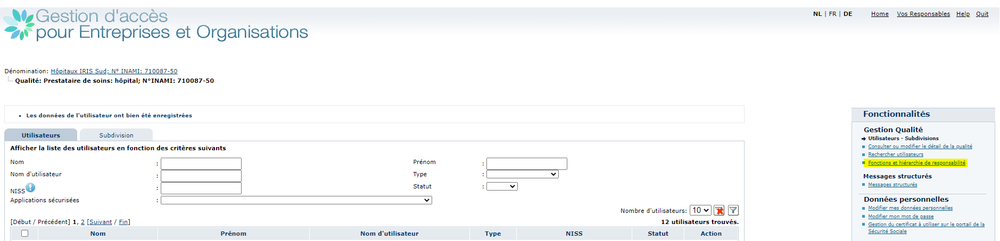 Gestion d'accès
pour Entreprises et Organisations
NL | FR | DE Home Vos Responsables Help Quit
Dénomination: Hôpitaux IRIS Sud; N° INAMI: 710087-50
Qualité: Prestataire de soins: hôpital; N°INAMI: 710087-50
Les données de l'utilisateur ont bien été enregistrées
Utilisateurs Subdivision
Afficher la liste des utilisateurs en fonction des critères suivants
Nom : Prénom :
Nom d'utilisateur : Type :
NISS : Statut :
Applications sécurisées :
Nombre d'utilisateurs: 10
[Début / Précédent] 1, 2 [Suivant / Fin] 12 utilisateurs trouvés.
Nom Prénom Nom d'utilisateur Type NISS Statut Action
Fonctionnalités
Gestion Qualité
Utilisateurs - Subdivisions
Consulter ou modifier le détail de la qualité
Rechercher utilisateurs
Fonctions et hiérarchie de responsabilité
Messages structurés
Messages structurés
Données personnelles
Modifier mes données personnelles
Modifier mon mot de passe
Gestion du certificat à utiliser sur le portail de la
Sécurité Sociale